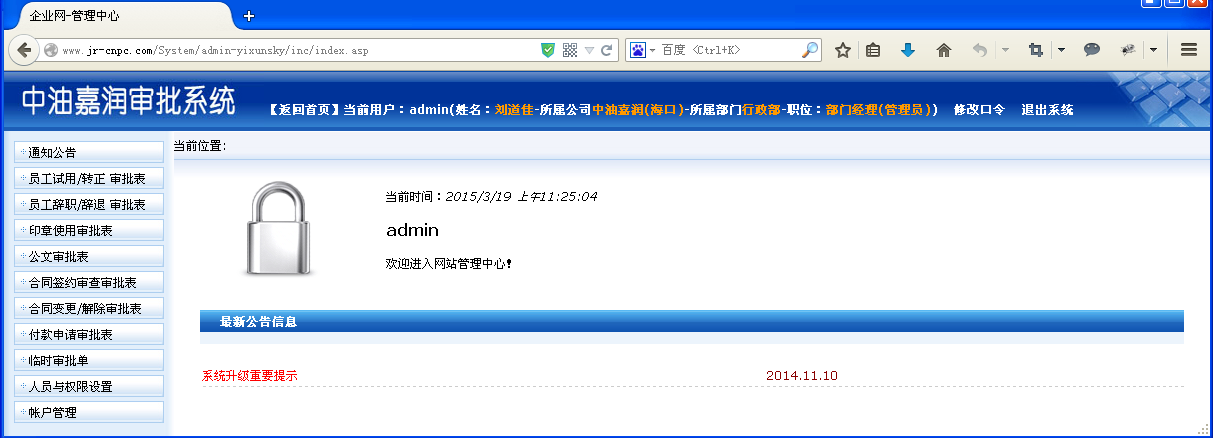 企业网-管理中心
www.jr-cnpc.com/System/admin-yixunsky/inc/index.asp
百度 <Ctrl+K>
中油嘉润审批系统
【返回首页】当前用户：admin(姓名：刘道佳-所属公司中油嘉润(海口)-所属部门行政部-职位：部门经理(管理员)) 修改口令 退出系统
通知公告
员工试用/转正 审批表
员工辞职/辞退 审批表
印章使用审批表
公文审批表
合同签约审查审批表
合同变更/解除审批表
付款申请审批表
临时审批单
人员与权限设置
帐户管理
当前位置:
当前时间：2015/3/19 上午11:25:04
admin
欢迎进入网站管理中心!
最新公告信息
系统升级重要提示 2014.11.10